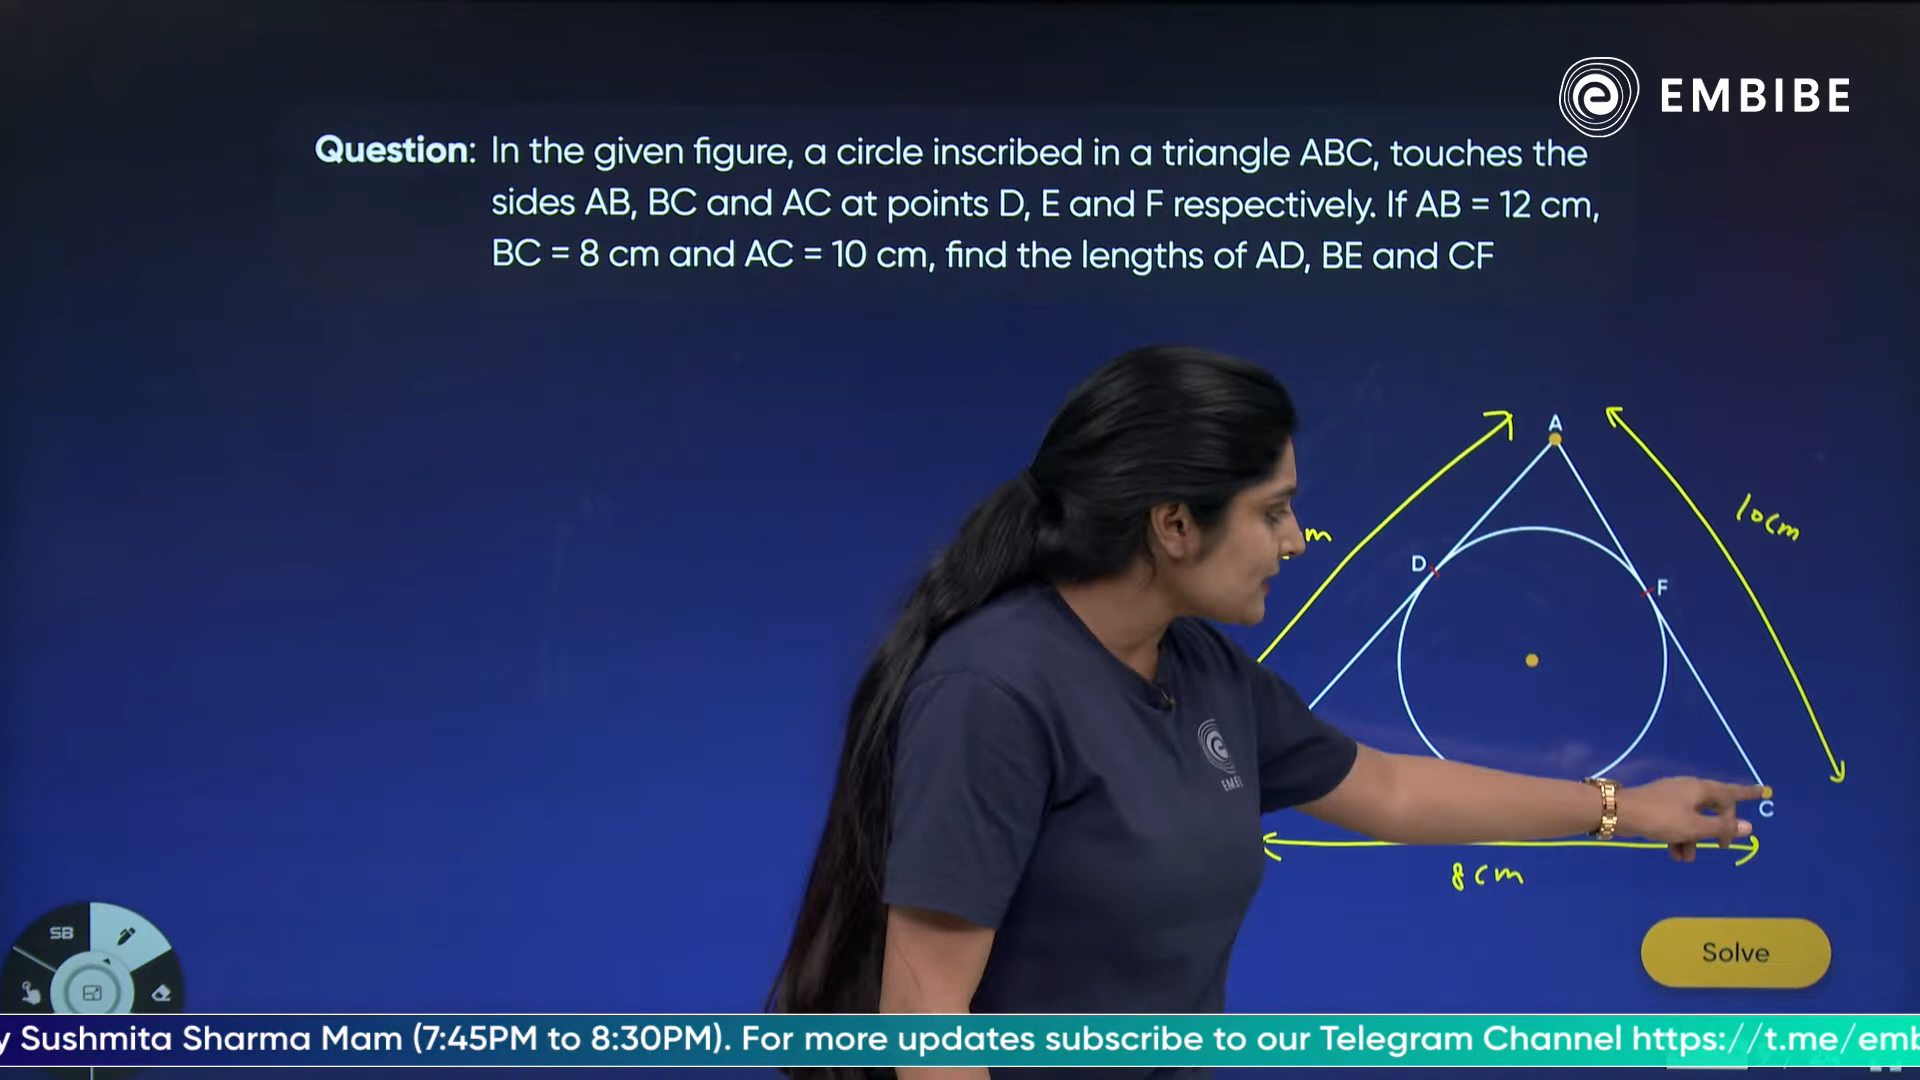 EMBIBE
Question: In the given figure, a circle inscribed in a triangle ABC, touches the
sides AB, BC and AC at points D, E and F respectively. If AB = 12 cm,
BC = 8 cm and AC = 10 cm, find the lengths of AD, BE and CF
A
10cm
m
D
F
C
8cm
EMBI
Solve
SB
y Sushmita Sharma Mam (7:45PM to 8:30PM). For more updates subscribe to our Telegram Channel https://t.me/emb